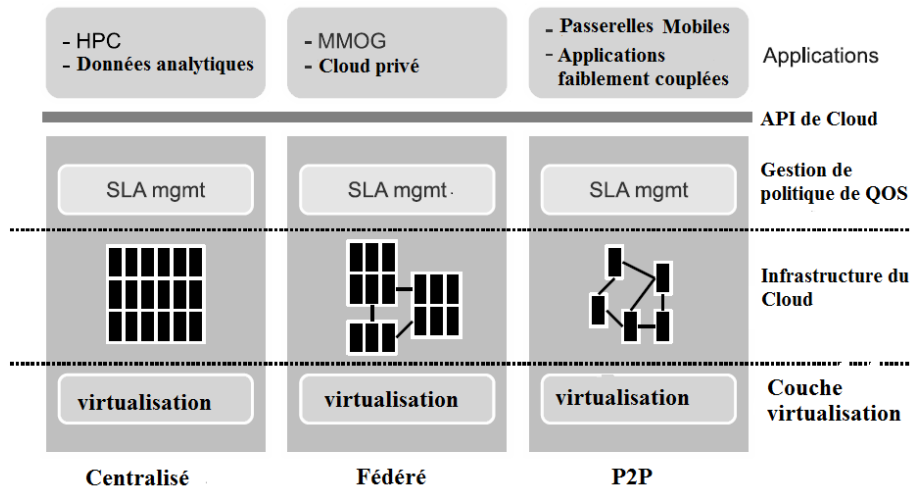 - HPC
- Données analytiques
- MMOG
- Cloud privé
- Passerelles Mobiles
- Applications
faiblement couplées
Applications
API de Cloud
SLA mgmt
SLA mgmt
SLA mgmt
Gestion de
politique de QOS
Infrastructure du
Cloud
virtualisation
virtualisation
virtualisation
Couche
virtualisation
Centralisé
Fédéré
P2P